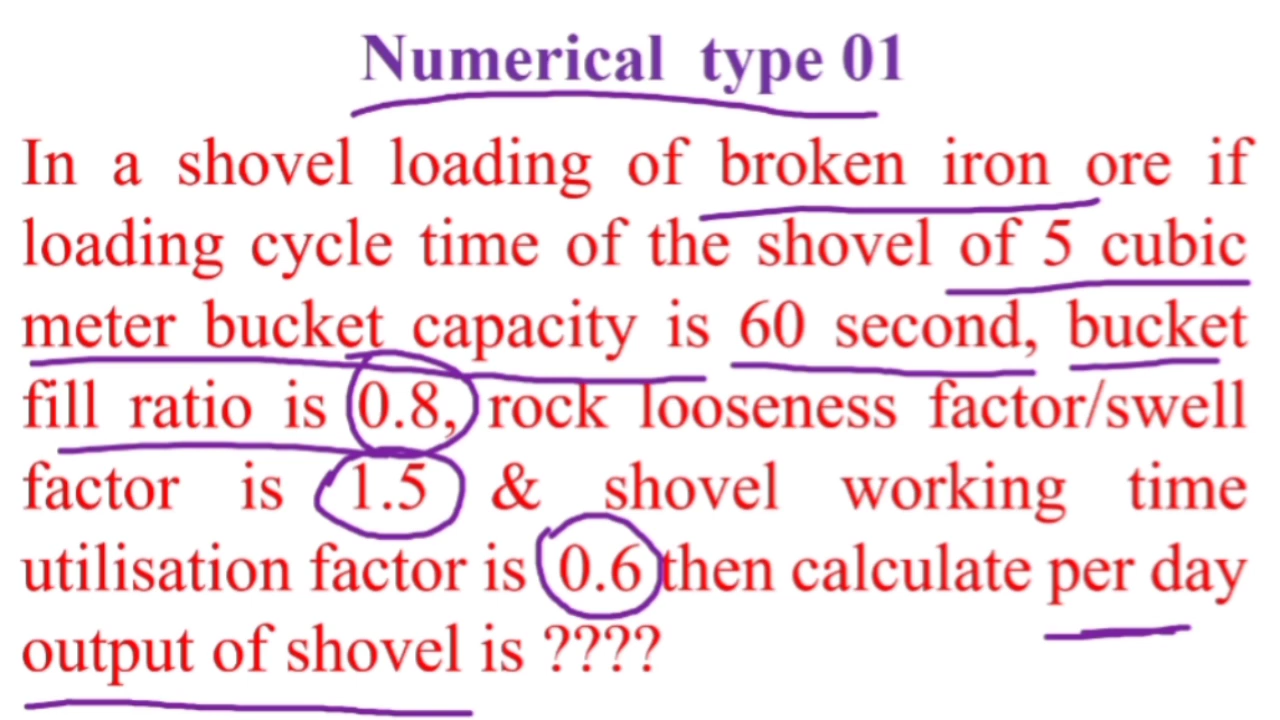 Numerical type 01
In a shovel loading of broken iron ore if
loading cycle time of the shovel of 5 cubic
meter bucket capacity is 60 second, bucket
fill ratio is 0.8, rock looseness factor/swell
factor is 1.5 & shovel working time
utilisation factor is 0.6 then calculate per day
output of shovel is ????